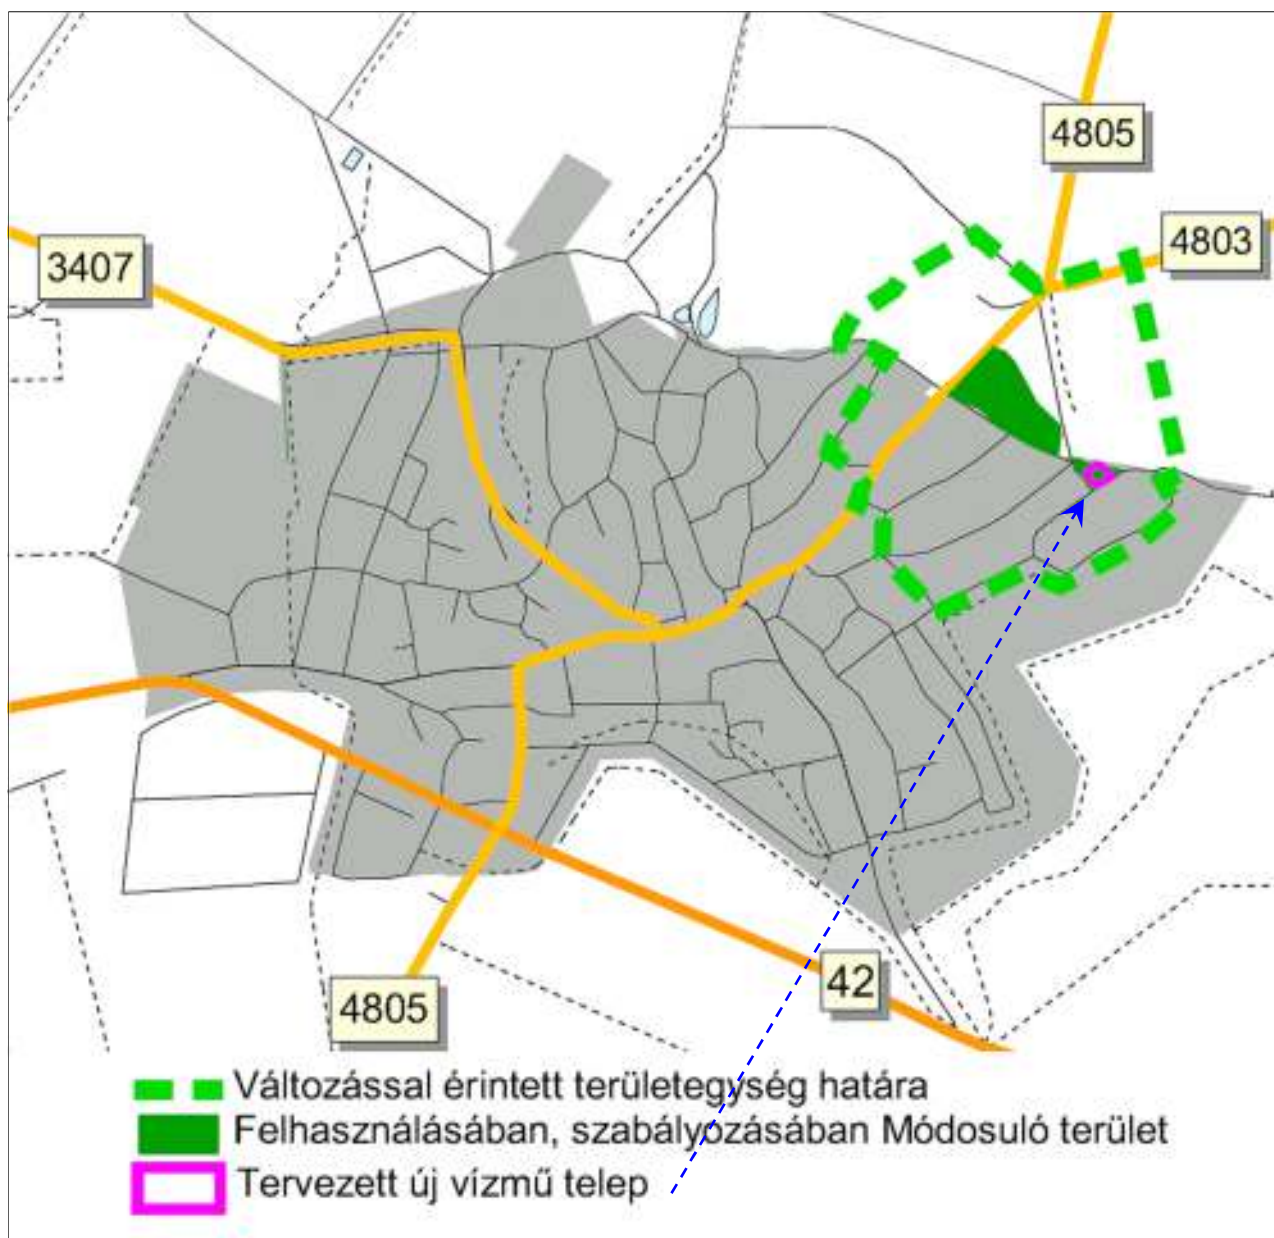 4805
4803
3407
42
4805
Változással érintett területegység határa
Felhasználásában, szabályozásában Módosuló terület
Tervezett új vízmű telep